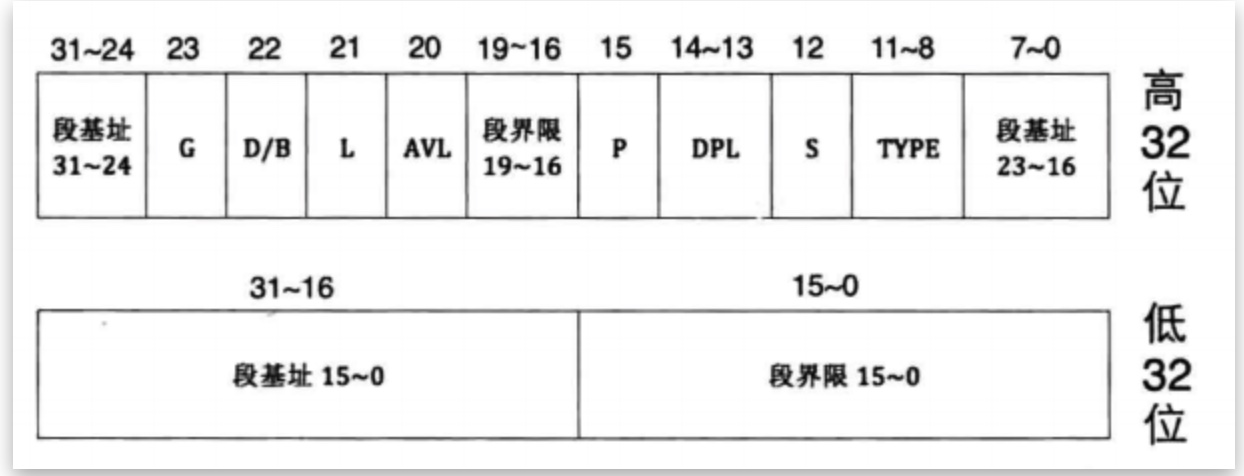 31~24 23 22 21 20 19~16 15 14~13 12 11~8 7~0
段基址 31~24 G D/B L AVL 段界限 19~16 P DPL S TYPE 段基址 23~16
高32位
31~16 15~0
段基址 15~0 段界限 15~0
低32位